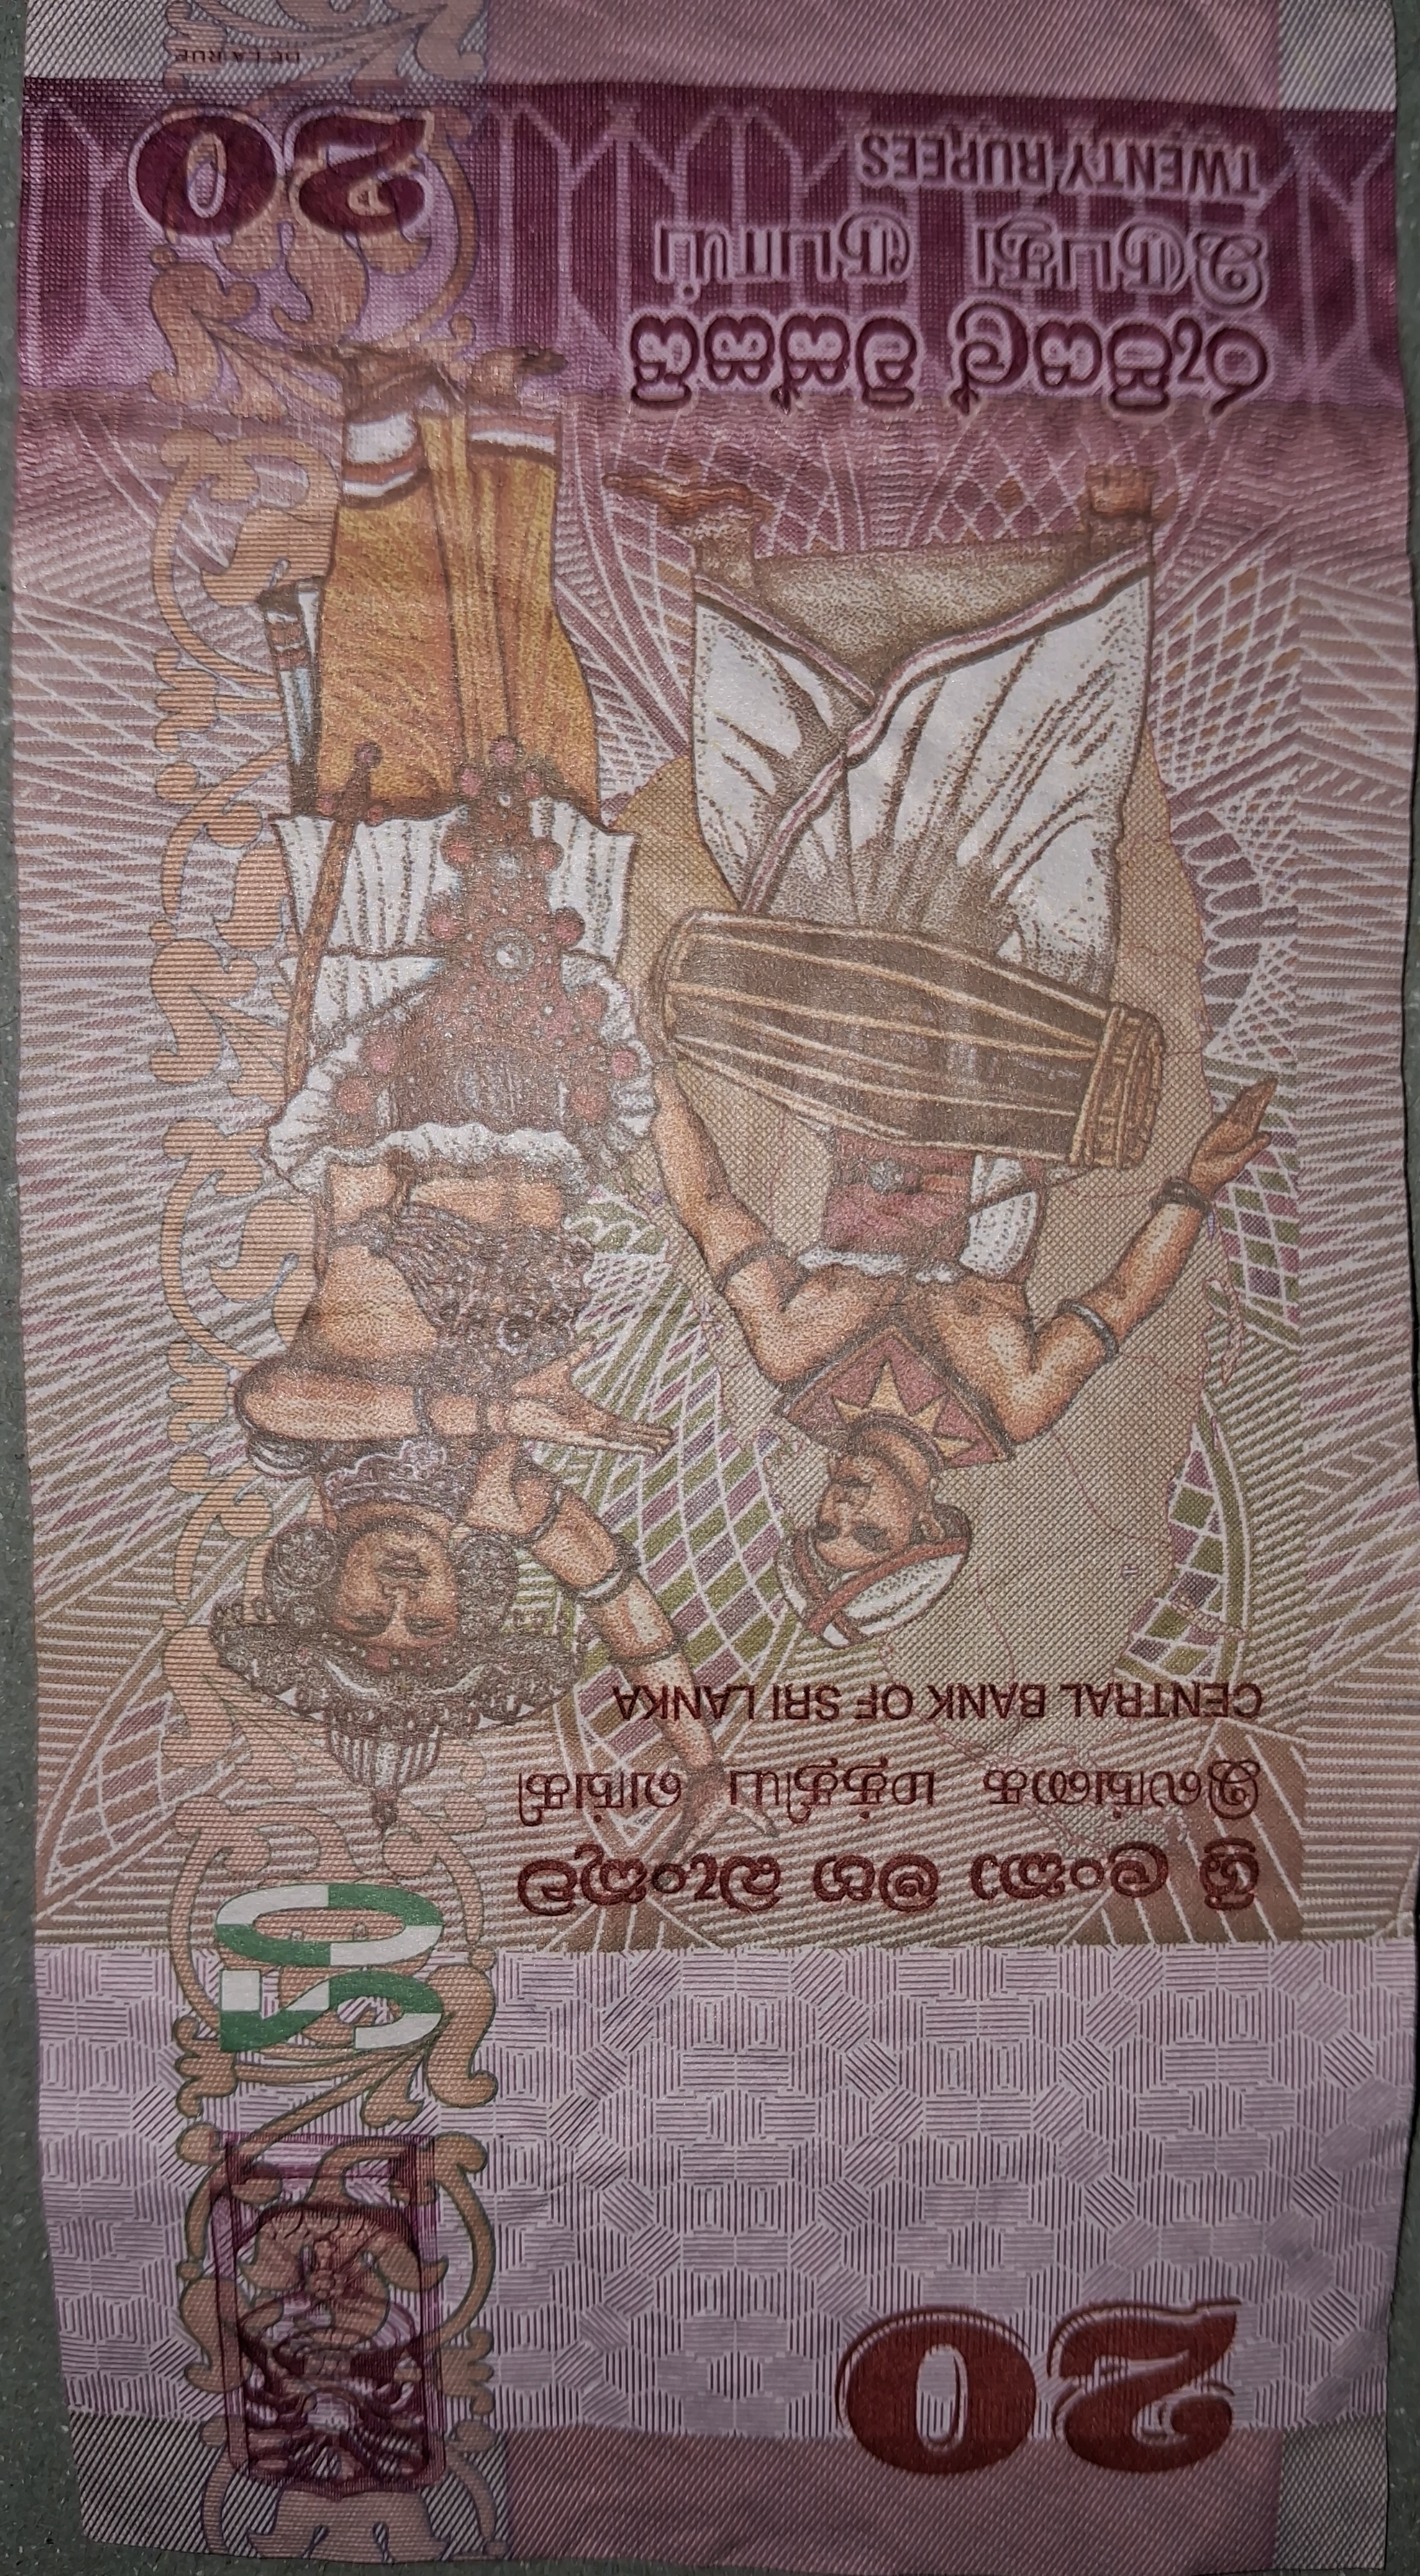 20
20
ශ්‍රී ලංකා මහ බැංකුව
இலங்கை மத்திய வங்கி
CENTRAL BANK OF SRI LANKA
රුපියල් විස්සයි
இருபது ரூபாய்
TWENTY RUPEES
20
DE LA RUE